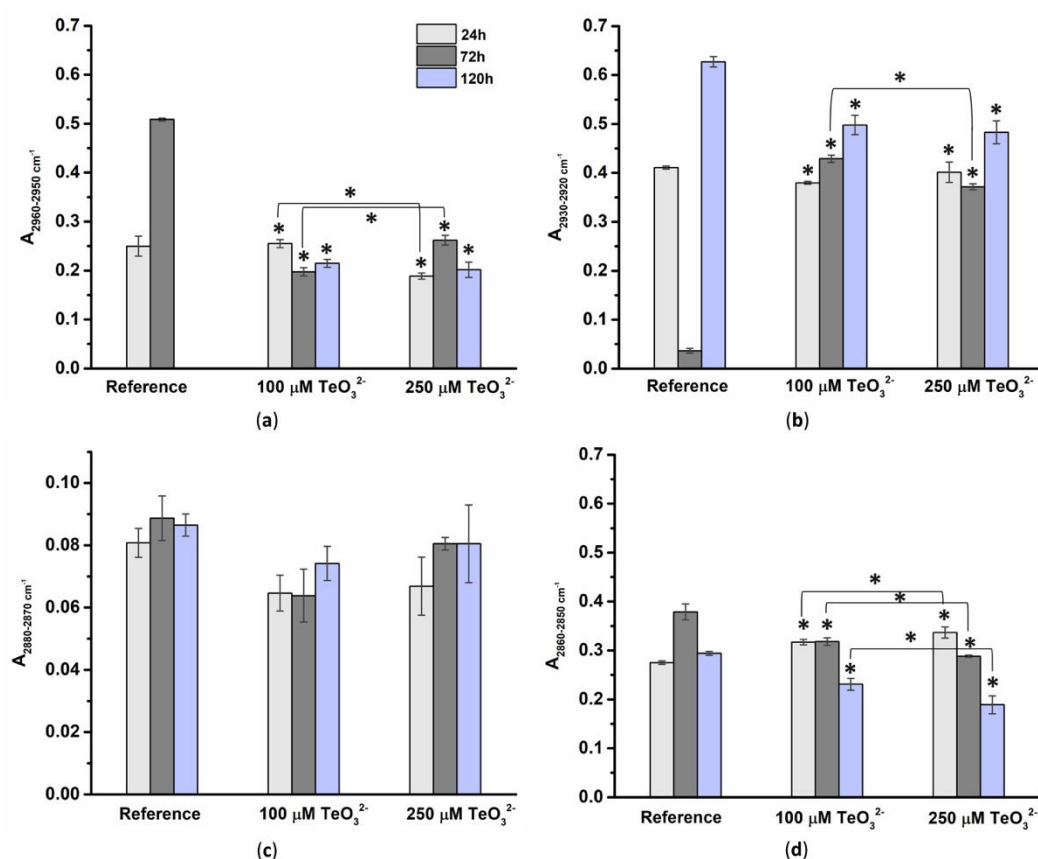 0.7
0.6
0.5
0.4
0.3
0.2
0.1
0.0
A2960-2950 cm-1
24h
72h
120h
* * * * * * * *
Reference 100 μM TeO₃²⁻ 250 μM TeO₃²⁻
(a)
0.7
0.6
0.5
0.4
0.3
0.2
0.1
0.0
A2930-2920 cm-1
* * * * * * *
Reference 100 μM TeO₃²⁻ 250 μM TeO₃²⁻
(b)
0.10
0.08
0.06
0.04
0.02
0.00
A2880-2870 cm-1
Reference 100 μM TeO₃²⁻ 250 μM TeO₃²⁻
(c)
0.7
0.6
0.5
0.4
0.3
0.2
0.1
0.0
A2860-2850 cm-1
* * * * * * * * *
Reference 100 μM TeO₃²⁻ 250 μM TeO₃²⁻
(d)